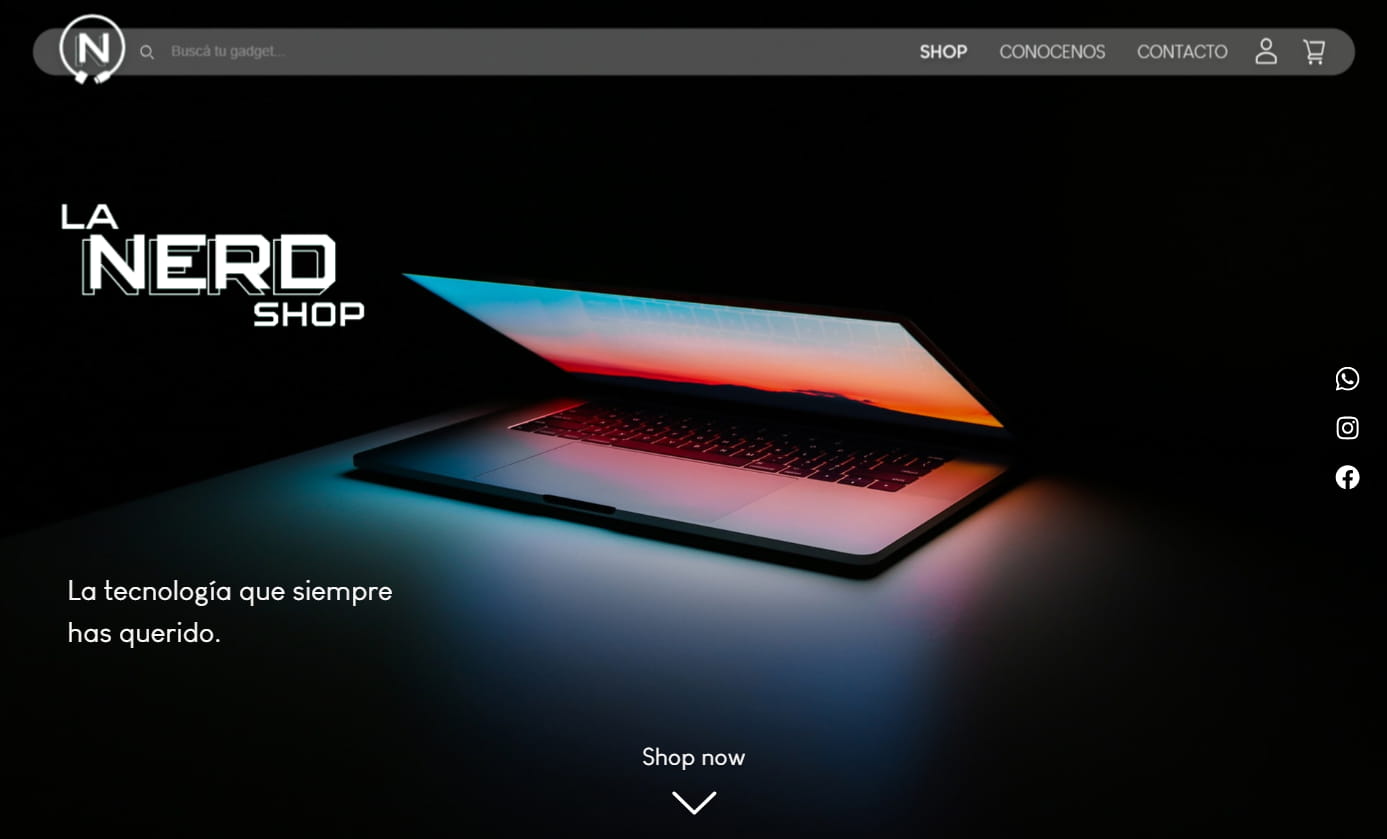 N
Buscá tu gadget...
SHOP
CONOCENOS
CONTACTO
LA
NERD
SHOP
La tecnología que siempre
has querido.
Shop now